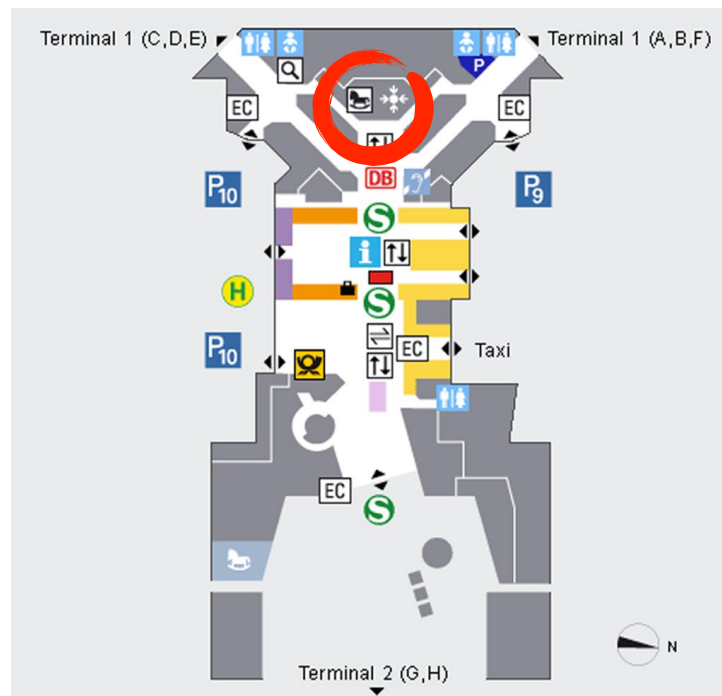 Terminal 1 (C,D,E)
Terminal 1 (A,B,F)
P
EC
EC
DB
P10
P9
S
i
H
S
P10
EC
Taxi
EC
S
N
Terminal 2 (G,H)